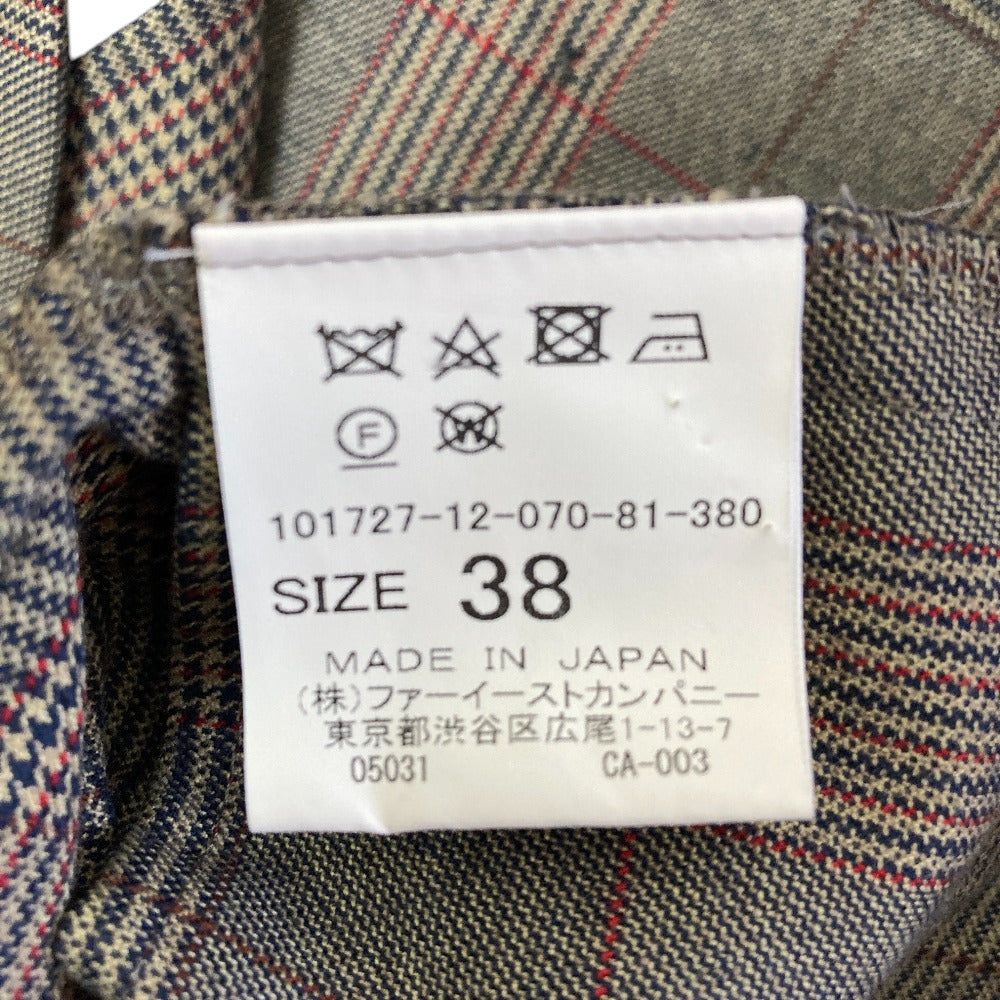 F W
101727-12-070-81-380
SIZE 38
MADE IN JAPAN
(株)ファーイーストカンパニー
東京都渋谷区広尾1-13-7
05031 CA-003